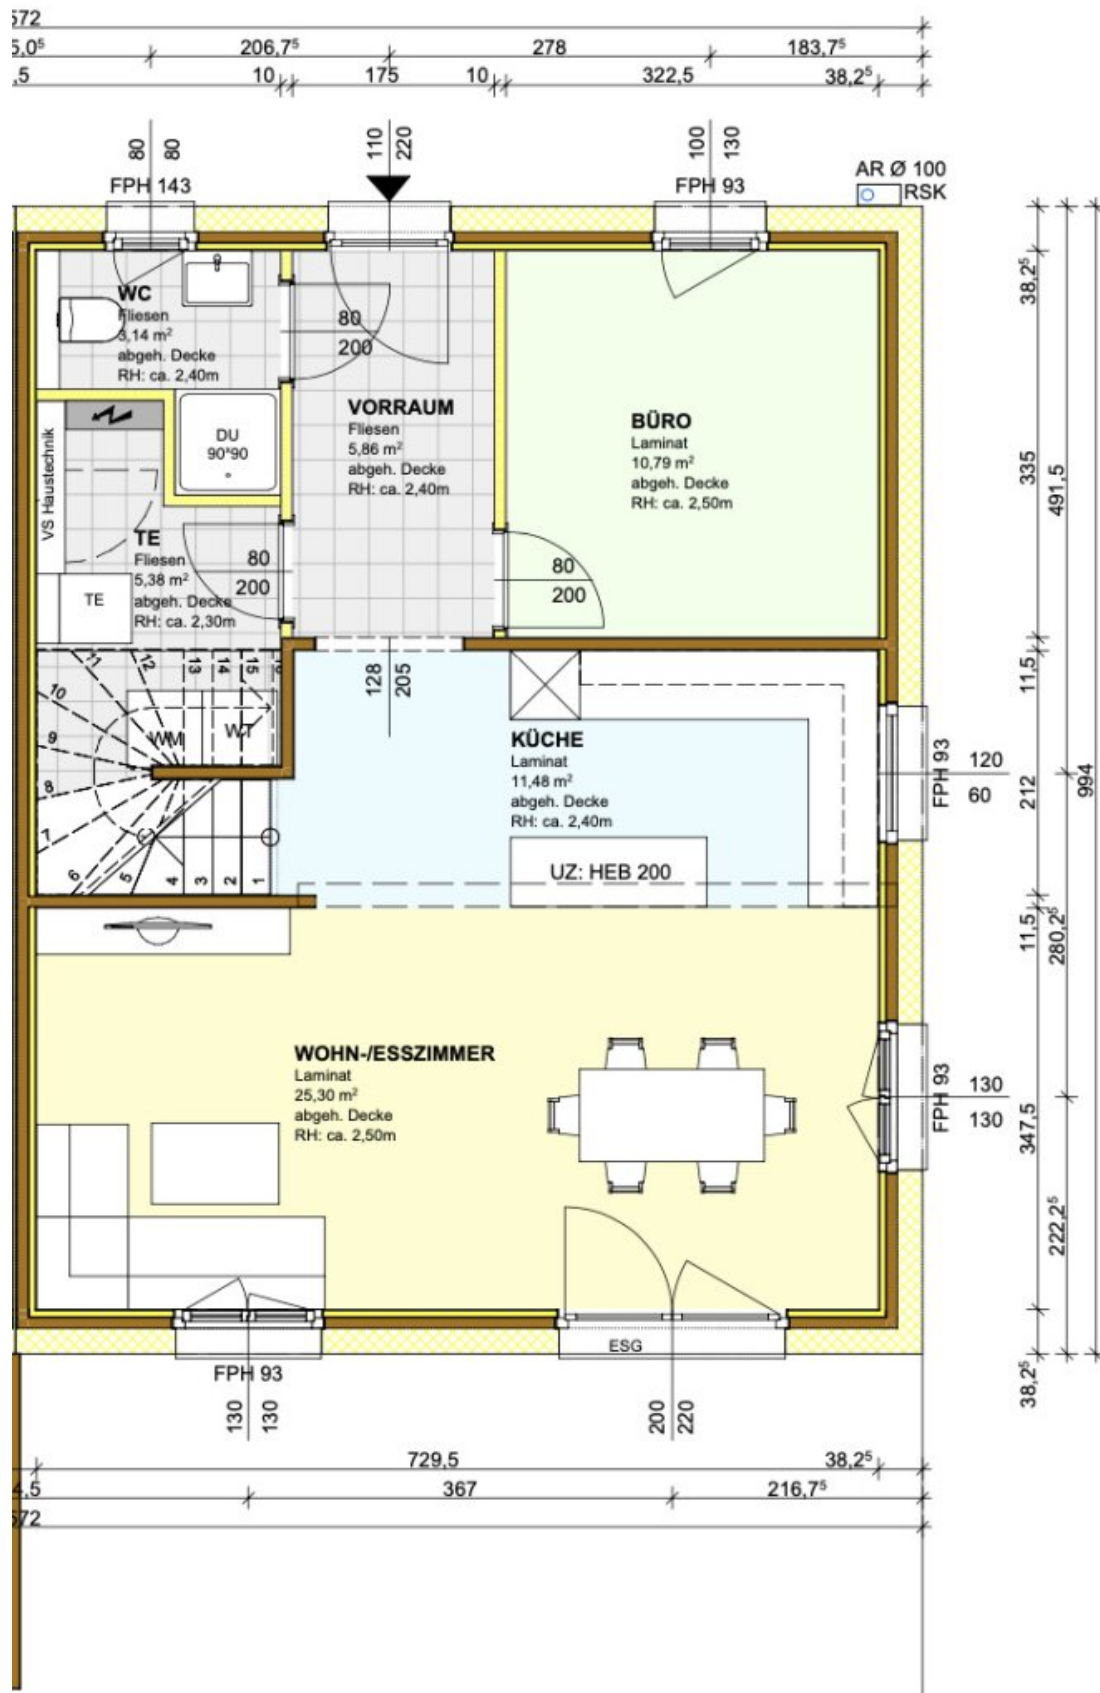 572
5,0⁵ 206,7⁵ 278 183,7⁵
,5 10 175 10 322,5 38,2⁵
80 80
110 220
100 130
FPH 143
FPH 93
AR Ø 100
RSK
WC
Fliesen
3,14 m²
abgeh. Decke
RH: ca. 2,40m
80
200
VORRAUM
Fliesen
5,86 m²
abgeh. Decke
RH: ca. 2,40m
BÜRO
Laminat
10,79 m²
abgeh. Decke
RH: ca. 2,50m
DU
90*90
VS Haustechnik
TE
Fliesen
5,38 m²
abgeh. Decke
RH: ca. 2,30m
TE
80
200
80
200
128 205
1
2
3
4
5
6
7
8
9
10
11
12
13
14
15
WM
WT
KÜCHE
Laminat
11,48 m²
abgeh. Decke
RH: ca. 2,40m
UZ: HEB 200
FPH 93
120
60
WOHN-/ESSZIMMER
Laminat
25,30 m²
abgeh. Decke
RH: ca. 2,50m
FPH 93
130
130
ESG
FPH 93
130 130
200 220
38,2⁵
335
11,5
212
11,5
347,5
38,2⁵
491,5
280,2⁵
222,2⁵
994
729,5 38,2⁵
4,5 367 216,7⁵
572